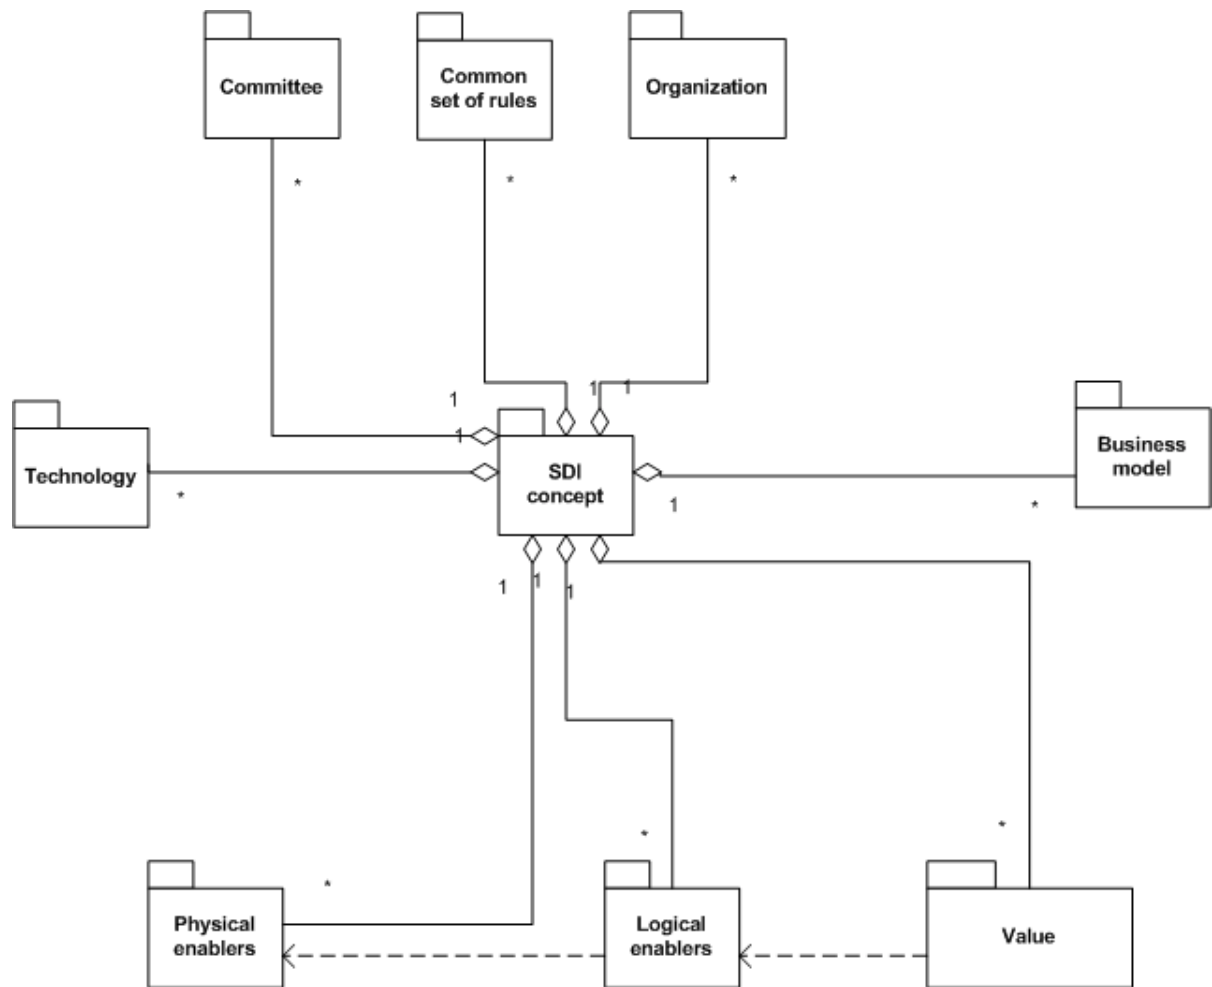 Committee
Common
set of rules
Organization
*
*
*
1
1
1
1
Technology
SDI
concept
Business
model
*
1
*
1
1
1
*
*
*
Physical
enablers
Logical
enablers
Value